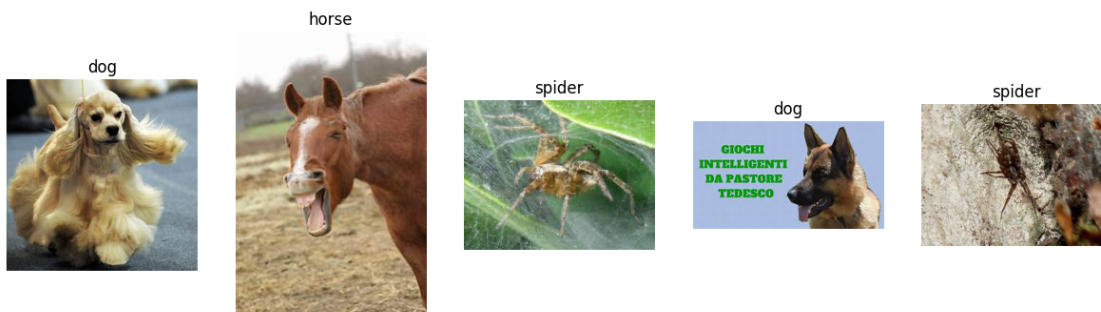 dog
horse
spider
dog
spider
GIOCHI
INTELLIGENTI
DA PASTORE
TEDESCO